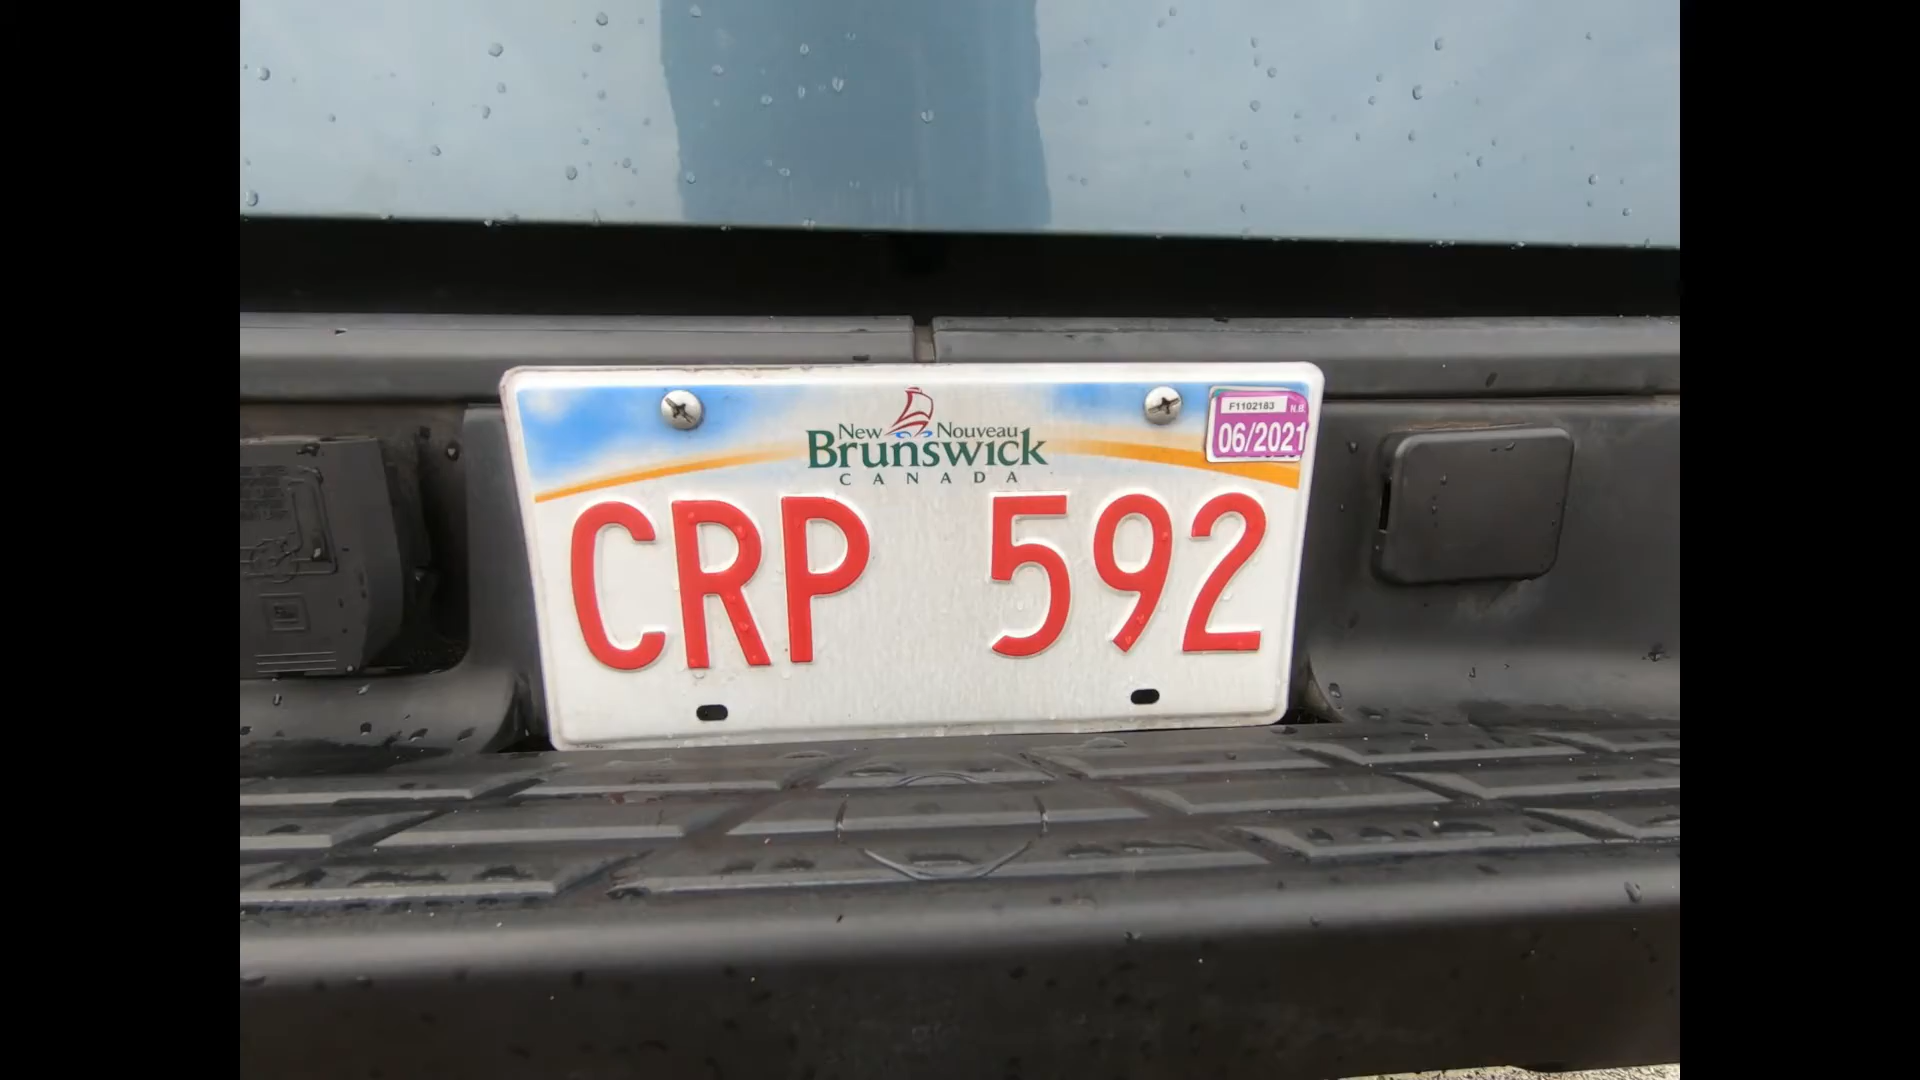 New Nouveau
Brunswick
CANADA
F1102183 N.B.
06/2021
CRP 592